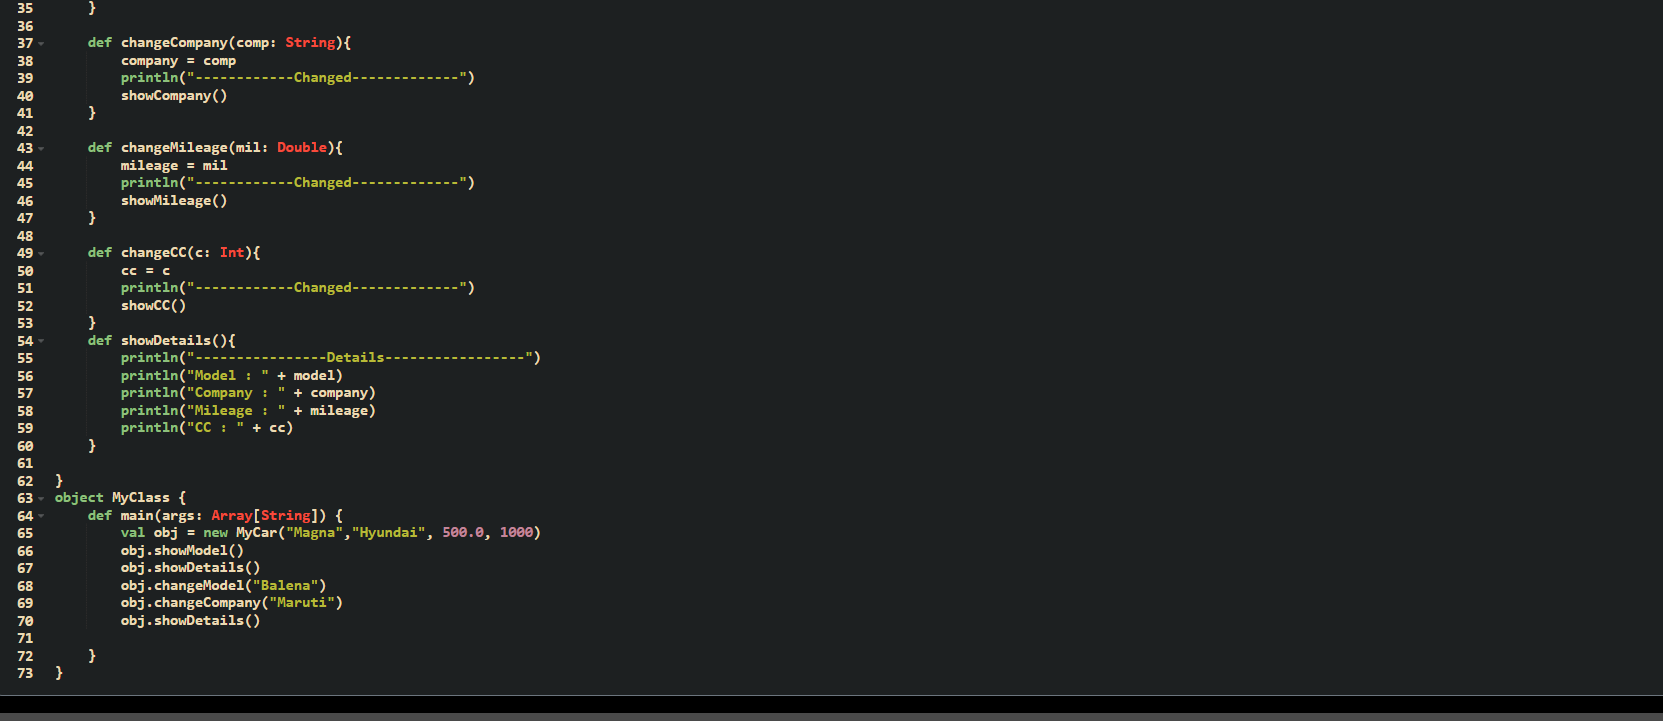 35 }
36
37 def changeCompany(comp: String){
38 company = comp
39 println("------------Changed-------------")
40 showCompany()
41 }
42
43 def changeMileage(mil: Double){
44 mileage = mil
45 println("------------Changed-------------")
46 showMileage()
47 }
48
49 def changeCC(c: Int){
50 cc = c
51 println("------------Changed-------------")
52 showCC()
53 }
54 def showDetails(){
55 println("----------------Details-----------------")
56 println("Model : " + model)
57 println("Company : " + company)
58 println("Mileage : " + mileage)
59 println("CC : " + cc)
60 }
61
62 }
63 object MyClass {
64 def main(args: Array[String]) {
65 val obj = new MyCar("Magna","Hyundai", 500.0, 1000)
66 obj.showModel()
67 obj.showDetails()
68 obj.changeModel("Balena")
69 obj.changeCompany("Maruti")
70 obj.showDetails()
71
72 }
73 }